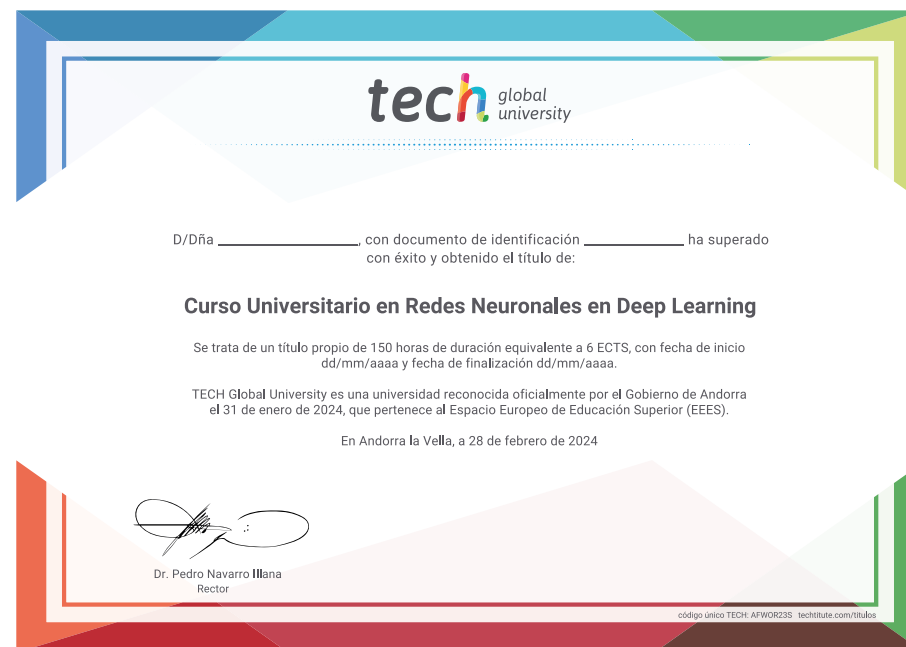 tech global university
D/Dña ____________________, con documento de identificación ______________ ha superado
con éxito y obtenido el título de:
Curso Universitario en Redes Neuronales en Deep Learning
Se trata de un título propio de 150 horas de duración equivalente a 6 ECTS, con fecha de inicio
dd/mm/aaaa y fecha de finalización dd/mm/aaaa.
TECH Global University es una universidad reconocida oficialmente por el Gobierno de Andorra
el 31 de enero de 2024, que pertenece al Espacio Europeo de Educación Superior (EEES).
En Andorra la Vella, a 28 de febrero de 2024
Dr. Pedro Navarro Illana
Rector
código único TECH: AFWOR23S techtitute.com/titulos